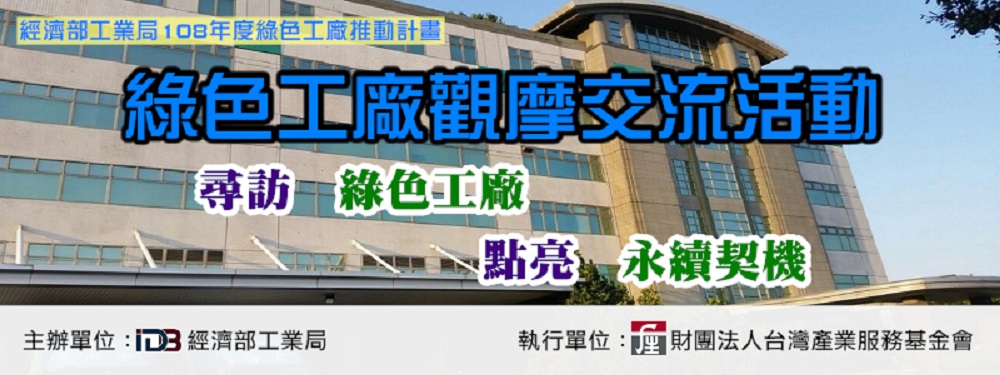 經濟部工業局108年度綠色工廠推動計畫
綠色工廠觀摩交流活動
尋訪 綠色工廠
點亮 永續契機
主辦單位：IDB 經濟部工業局
執行單位：財團法人台灣產業服務基金會